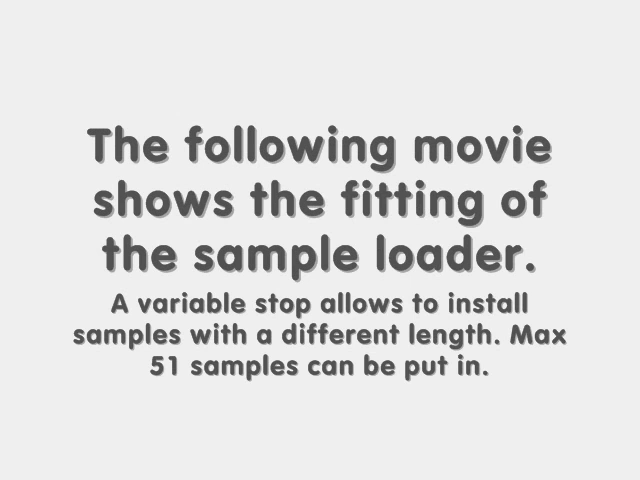 The following movie
shows the fitting of
the sample loader.
A variable stop allows to install
samples with a different length. Max
51 samples can be put in.